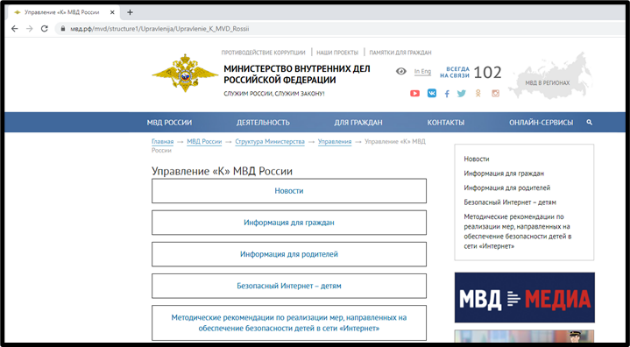 Управление «К» МВД России
мвд.рф/mvd/structure1/Upravlenija/Upravlenie_K_MVD_Rossii
ПРОТИВОДЕЙСТВИЕ КОРРУПЦИИ | НАШИ ПРОЕКТЫ | ПАМЯТКИ ДЛЯ ГРАЖДАН
МИНИСТЕРСТВО ВНУТРЕННИХ ДЕЛ
РОССИЙСКОЙ ФЕДЕРАЦИИ
СЛУЖИМ РОССИИ, СЛУЖИМ ЗАКОНУ!
In Eng
ВСЕГДА
НА СВЯЗИ
102
МВД В РЕГИОНАХ
МВД РОССИИ ДЕЯТЕЛЬНОСТЬ ДЛЯ ГРАЖДАН КОНТАКТЫ ОНЛАЙН-СЕРВИСЫ
Главная → МВД России → Структура Министерства → Управления → Управление «К» МВД
России
Управление «К» МВД России
Новости
Информация для граждан
Информация для родителей
Безопасный Интернет – детям
Методические рекомендации по реализации мер, направленных на
обеспечение безопасности детей в сети «Интернет»
Новости
Информация для граждан
Информация для родителей
Безопасный Интернет – детям
Методические рекомендации по
реализации мер, направленных на
обеспечение безопасности детей в
сети «Интернет»
МВД МЕДИА